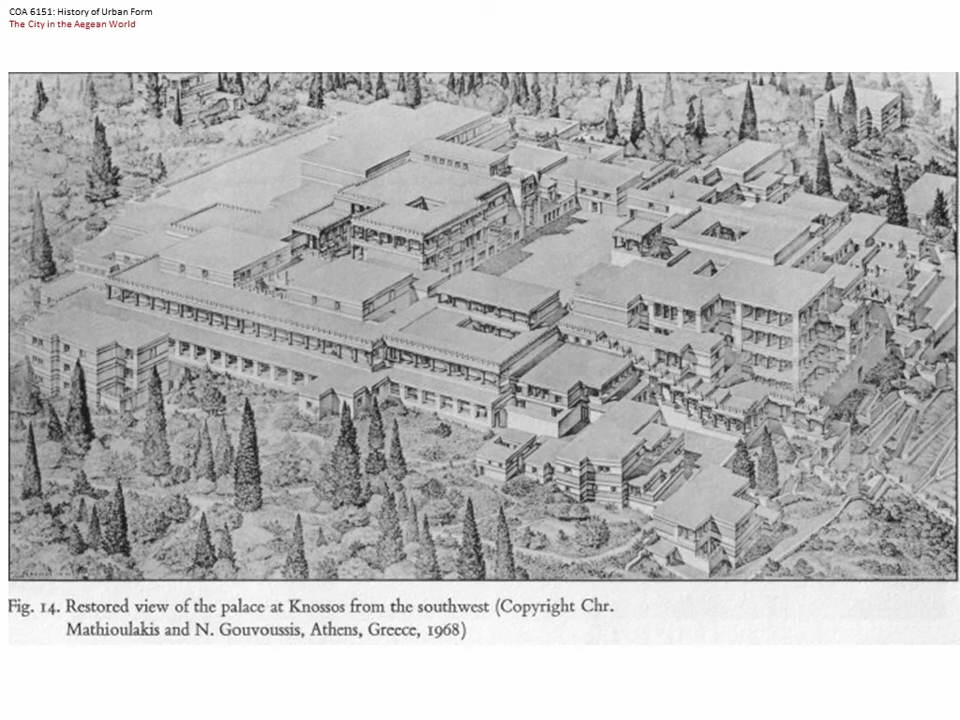 COA 6151: History of Urban Form
The City in the Aegean World
Fig. 14. Restored view of the palace at Knossos from the southwest (Copyright Chr.
Mathioulakis and N. Gouvoussis, Athens, Greece, 1968)